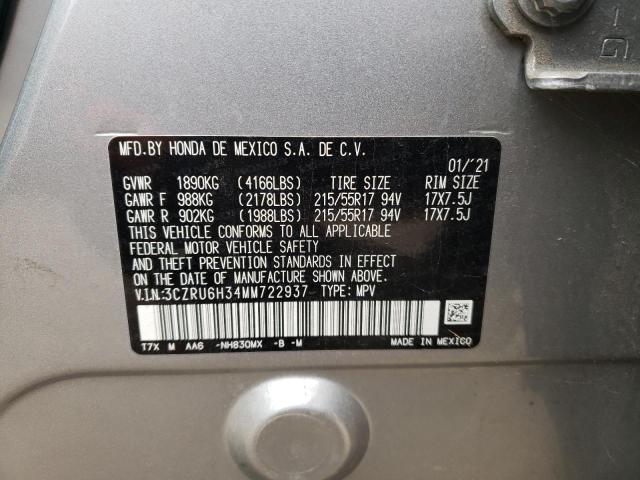 MFD.BY HONDA DE MEXICO S.A. DE C.V.
01/'21
GVWR 1890KG (4166LBS) TIRE SIZE RIM SIZE
GAWR F 988KG (2178LBS) 215/55R17 94V 17X7.5J
GAWR R 902KG (1988LBS) 215/55R17 94V 17X7.5J
THIS VEHICLE CONFORMS TO ALL APPLICABLE
FEDERAL MOTOR VEHICLE SAFETY
AND THEFT PREVENTION STANDARDS IN EFFECT
ON THE DATE OF MANUFACTURE SHOWN ABOVE.
V.I.N.:3CZRU6H34MM722937 TYPE: MPV
T7X M AA6 -NH830MX -B -M
MADE IN MEXICO